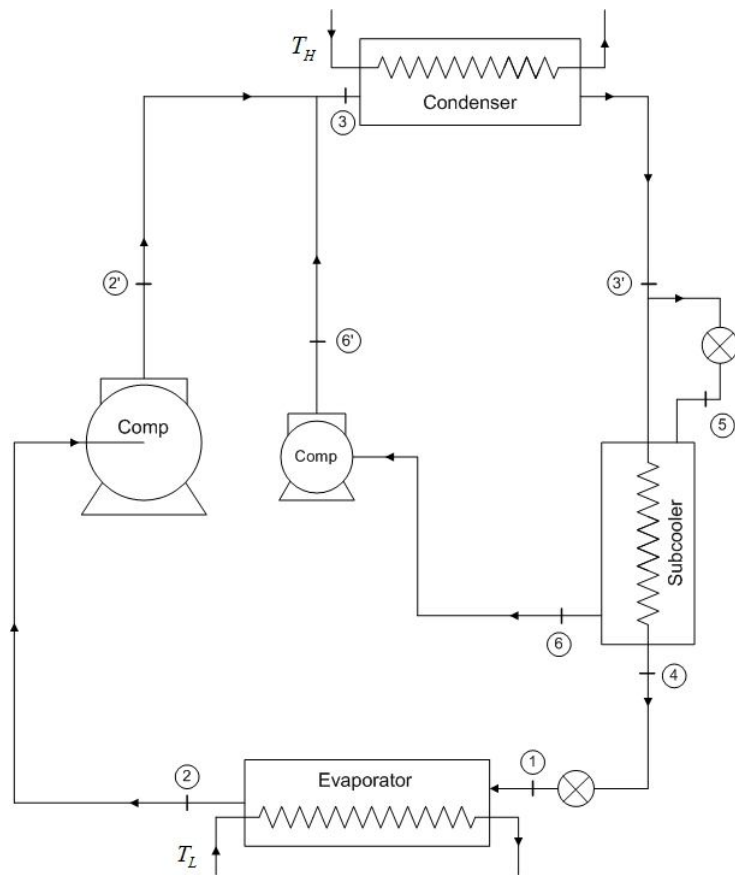 T_H
Condenser
3
2'
3'
6'
Comp
5
Comp
Subcooler
6
4
2
Evaporator
1
T_L